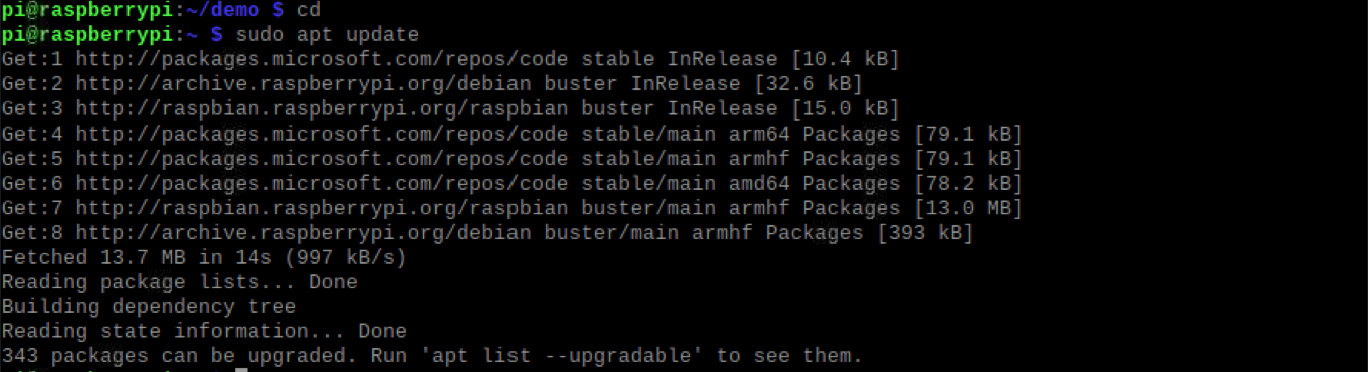 pi@raspberrypi:~/demo $ cd
pi@raspberrypi:~ $ sudo apt update
Get:1 http://packages.microsoft.com/repos/code stable InRelease [10.4 kB]
Get:2 http://archive.raspberrypi.org/debian buster InRelease [32.6 kB]
Get:3 http://raspbian.raspberrypi.org/raspbian buster InRelease [15.0 kB]
Get:4 http://packages.microsoft.com/repos/code stable/main arm64 Packages [79.1 kB]
Get:5 http://packages.microsoft.com/repos/code stable/main armhf Packages [79.1 kB]
Get:6 http://packages.microsoft.com/repos/code stable/main amd64 Packages [78.2 kB]
Get:7 http://raspbian.raspberrypi.org/raspbian buster/main armhf Packages [13.0 MB]
Get:8 http://archive.raspberrypi.org/debian buster/main armhf Packages [393 kB]
Fetched 13.7 MB in 14s (997 kB/s)
Reading package lists... Done
Building dependency tree
Reading state information... Done
343 packages can be upgraded. Run 'apt list --upgradable' to see them.